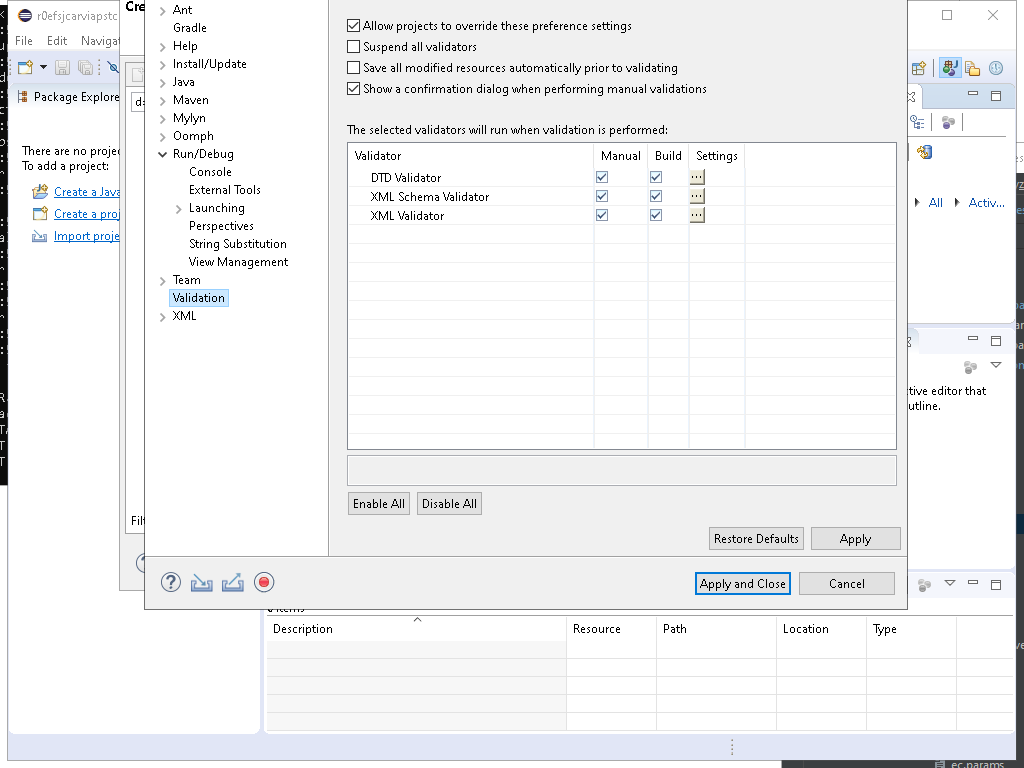 r0efsjcarviapstc
Cre
File Edit Navigat
Package Explore
There are no projec
To add a project:
Create a Java
Create a proj
Import proje
Filt
Ant
Gradle
Help
Install/Update
Java
Maven
Mylyn
Oomph
Run/Debug
Console
External Tools
Launching
Perspectives
String Substitution
View Management
Team
Validation
XML
Allow projects to override these preference settings
Suspend all validators
Save all modified resources automatically prior to validating
Show a confirmation dialog when performing manual validations
The selected validators will run when validation is performed:
Validator Manual Build Settings
DTD Validator
XML Schema Validator
XML Validator
Enable All Disable All
Restore Defaults Apply
Apply and Close Cancel
All Activ...
tive editor that
utline.
Description Resource Path Location Type
ec.params